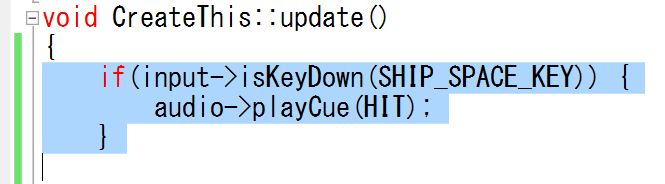 void CreateThis::update()
{
    if(input->isKeyDown(SHIP_SPACE_KEY)) {
        audio->playCue(HIT);
    }